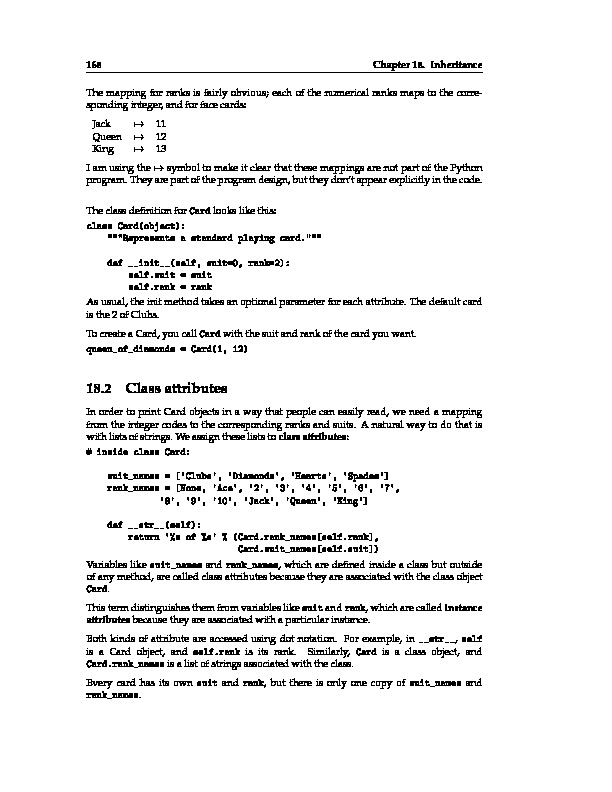 168 Chapter 18. Inheritance
The mapping for ranks is fairly obvious; each of the numerical ranks maps to the corre-
sponding integer, and for face cards:
Jack ↦ 11
Queen ↦ 12
King ↦ 13
I am using the ↦ symbol to make it clear that these mappings are not part of the Python
program. They are part of the program design, but they don't appear explicitly in the code.
The class definition for Card looks like this:
class Card(object):
"""Represents a standard playing card."""
def __init__(self, suit=0, rank=2):
self.suit = suit
self.rank = rank
As usual, the init method takes an optional parameter for each attribute. The default card
is the 2 of Clubs.
To create a Card, you call Card with the suit and rank of the card you want.
queen_of_diamonds = Card(1, 12)
18.2 Class attributes
In order to print Card objects in a way that people can easily read, we need a mapping
from the integer codes to the corresponding ranks and suits. A natural way to do that is
with lists of strings. We assign these lists to class attributes:
# inside class Card:
suit_names = ['Clubs', 'Diamonds', 'Hearts', 'Spades']
rank_names = [None, 'Ace', '2', '3', '4', '5', '6', '7',
'8', '9', '10', 'Jack', 'Queen', 'King']
def __str__(self):
return '%s of %s' % (Card.rank_names[self.rank],
Card.suit_names[self.suit])
Variables like suit_names and rank_names, which are defined inside a class but outside
of any method, are called class attributes because they are associated with the class object
Card.
This term distinguishes them from variables like suit and rank, which are called instance
attributes because they are associated with a particular instance.
Both kinds of attribute are accessed using dot notation. For example, in __str__, self
is a Card object, and self.rank is its rank. Similarly, Card is a class object, and
Card.rank_names is a list of strings associated with the class.
Every card has its own suit and rank, but there is only one copy of suit_names and
rank_names.